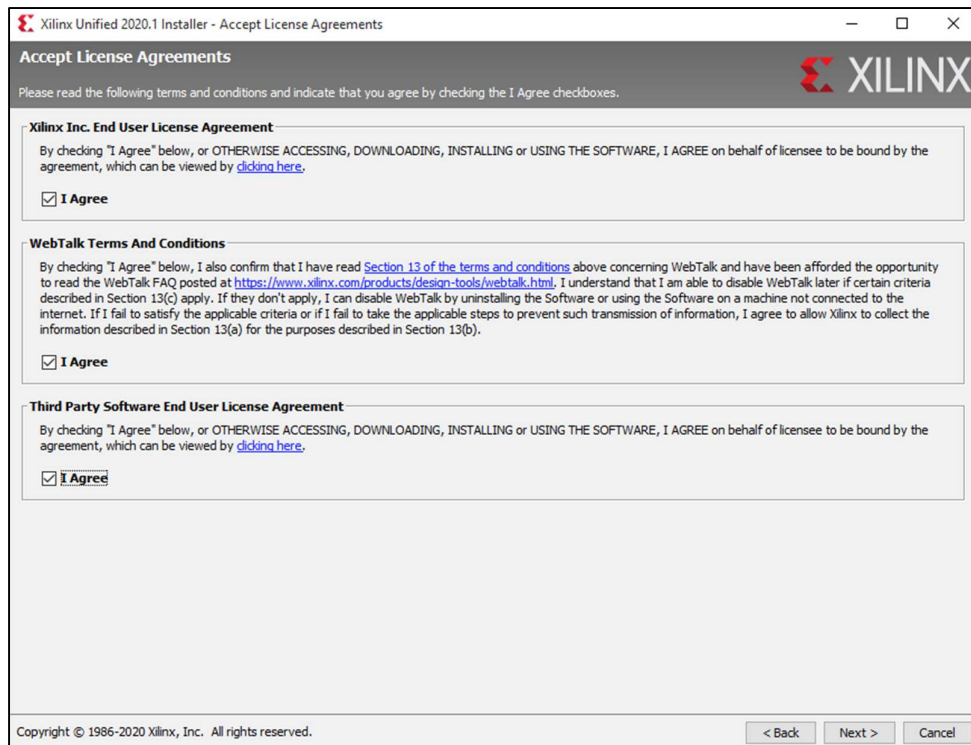 Xilinx Unified 2020.1 Installer - Accept License Agreements
Accept License Agreements
XILINX
Please read the following terms and conditions and indicate that you agree by checking the I Agree checkboxes.
Xilinx Inc. End User License Agreement
By checking "I Agree" below, or OTHERWISE ACCESSING, DOWNLOADING, INSTALLING or USING THE SOFTWARE, I AGREE on behalf of licensee to be bound by the
agreement, which can be viewed by clicking here.
I Agree
WebTalk Terms And Conditions
By checking "I Agree" below, I also confirm that I have read Section 13 of the terms and conditions above concerning WebTalk and have been afforded the opportunity
to read the WebTalk FAQ posted at https://www.xilinx.com/products/design-tools/webtalk.html. I understand that I am able to disable WebTalk later if certain criteria
described in Section 13(c) apply. If they don't apply, I can disable WebTalk by uninstalling the Software or using the Software on a machine not connected to the
internet. If I fail to satisfy the applicable criteria or if I fail to take the applicable steps to prevent such transmission of information, I agree to allow Xilinx to collect the
information described in Section 13(a) for the purposes described in Section 13(b).
I Agree
Third Party Software End User License Agreement
By checking "I Agree" below, or OTHERWISE ACCESSING, DOWNLOADING, INSTALLING or USING THE SOFTWARE, I AGREE on behalf of licensee to be bound by the
agreement, which can be viewed by clicking here.
I Agree
Copyright © 1986-2020 Xilinx, Inc. All rights reserved.
< Back Next > Cancel